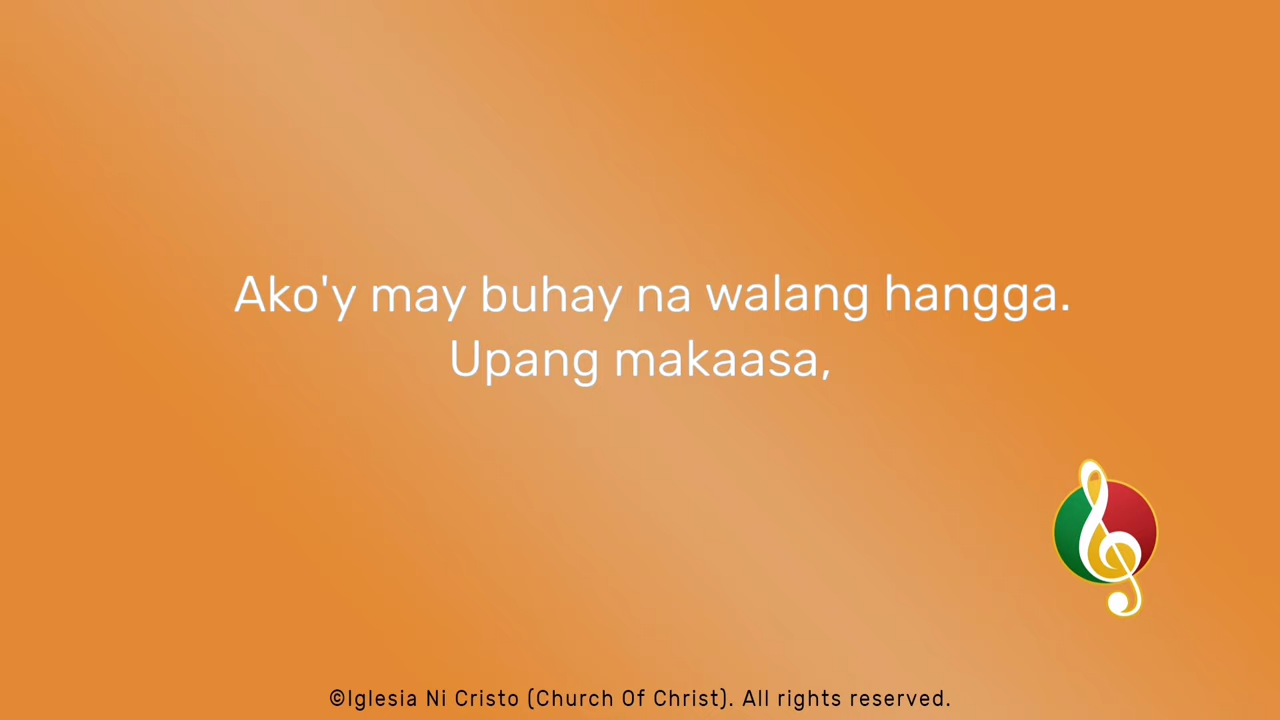 Ako'y may buhay na walang hangga.
Upang makaasa,
©Iglesia Ni Cristo (Church Of Christ). All rights reserved.